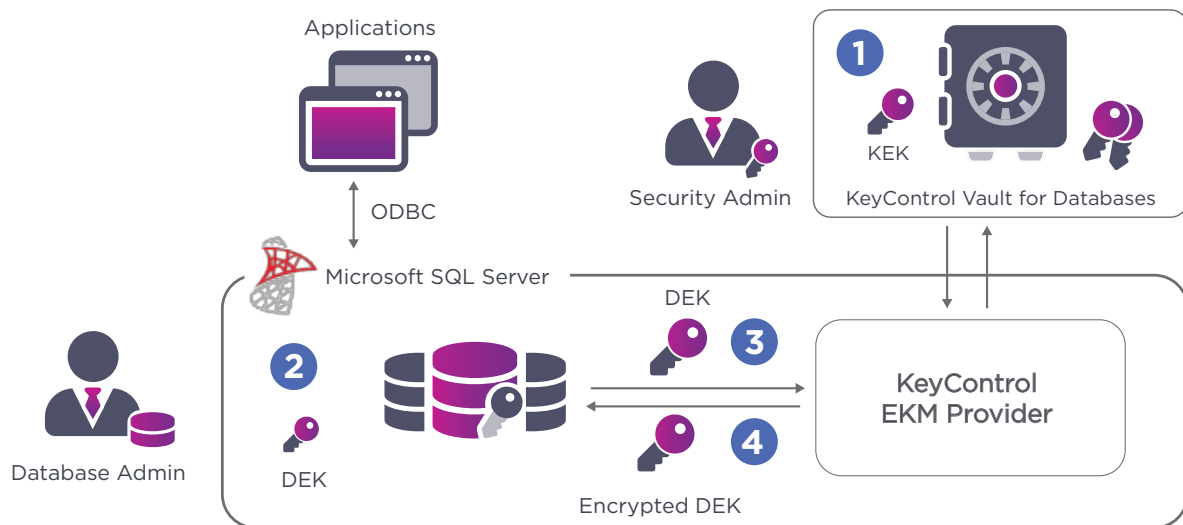 Applications
1
KEK
Security Admin
KeyControl Vault for Databases
ODBC
Microsoft SQL Server
DEK
2
3
KeyControl
EKM Provider
4
Database Admin
DEK
Encrypted DEK